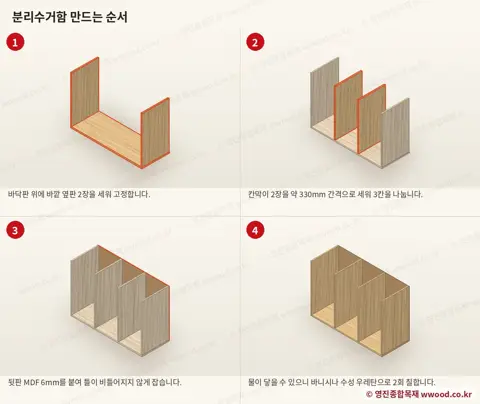 분리수거함 만드는 순서
1
2
바닥판 위에 바깥 옆판 2장을 세워 고정합니다.
칸막이 2장을 약 330mm 간격으로 세워 3칸을 나눕니다.
3
4
뒷판 MDF 6mm를 붙여 틀이 비틀어지지 않게 잡습니다.
물이 닿을 수 있으니 바니시나 수성 우레탄으로 2회 칠합니다.
© 영진종합목재 wwood.co.kr